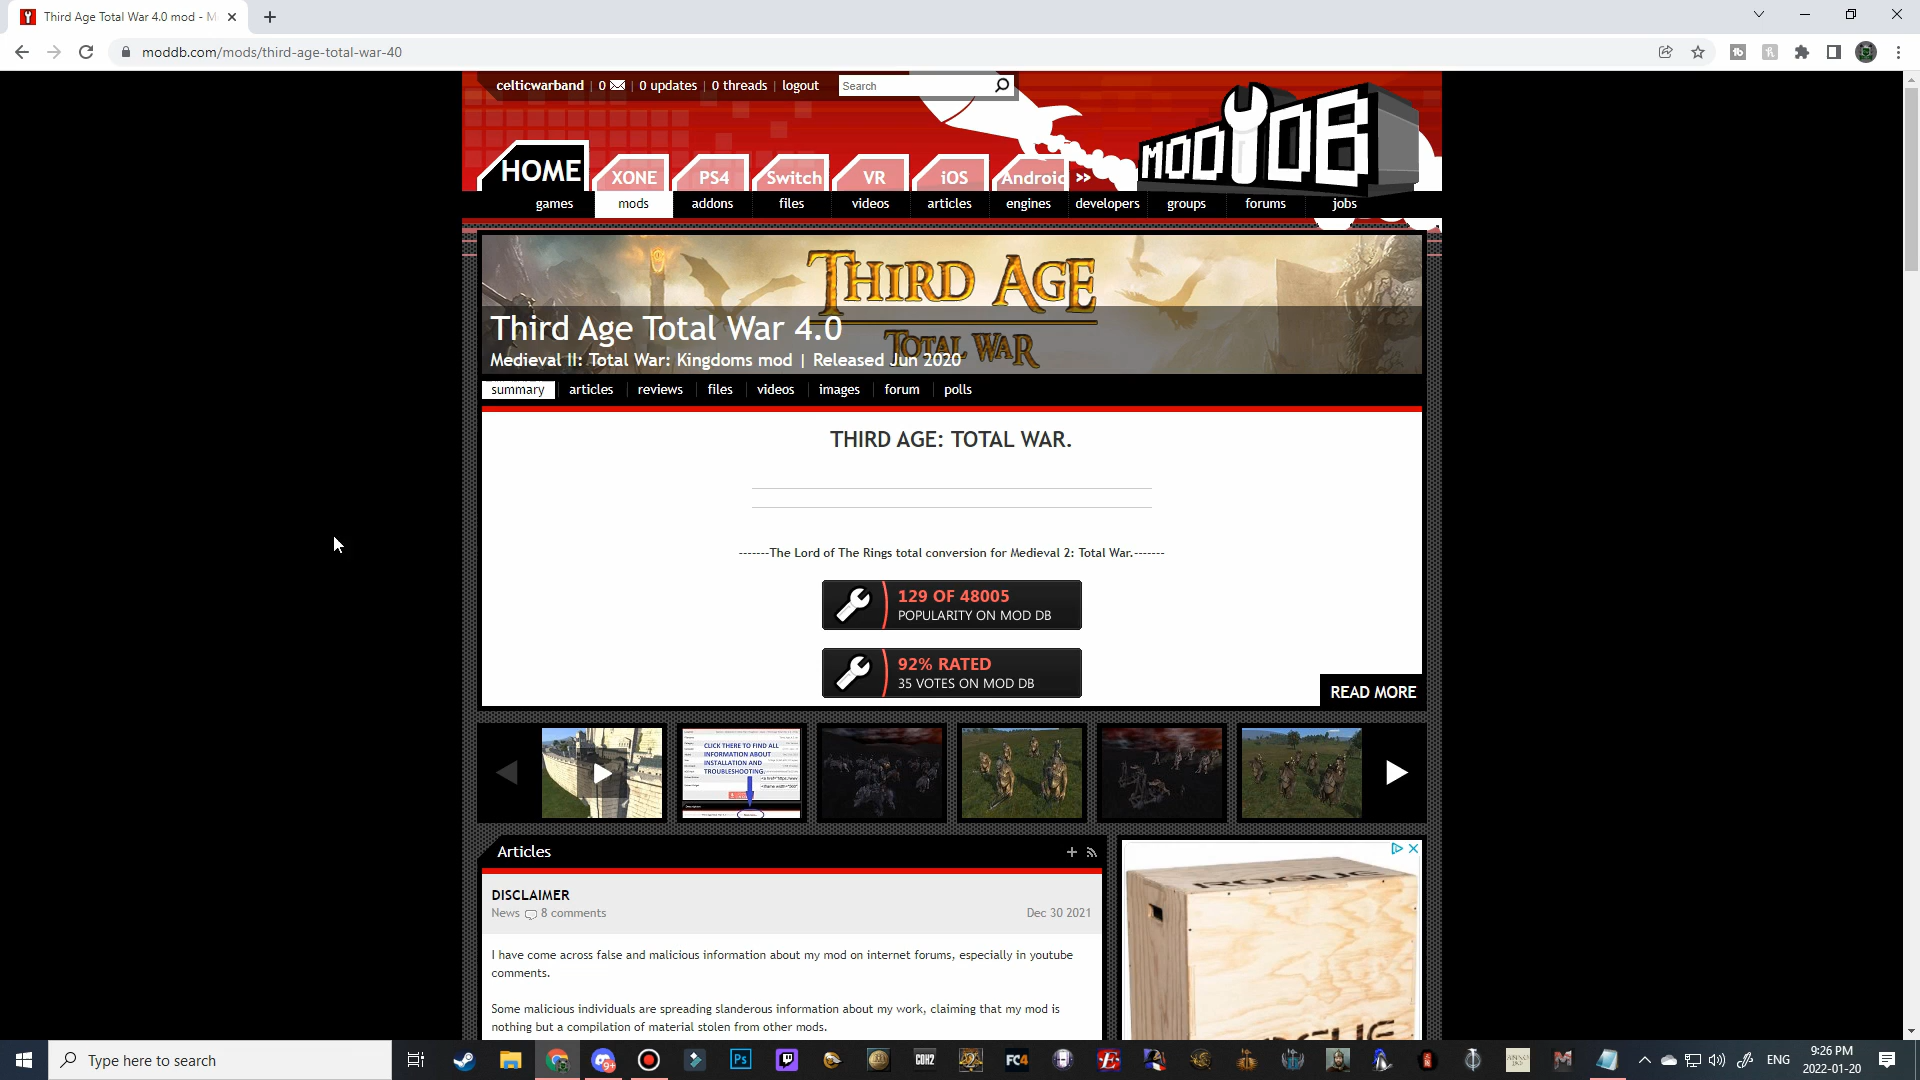 Third Age Total War 4.0 mod - M
moddb.com/mods/third-age-total-war-40
celticwarband | 0 | 0 updates | 0 threads | logout
Search
MODDB
HOME XONE PS4 Switch VR iOS Android >>
games mods addons files videos articles engines developers groups forums jobs
THIRD AGE
TOTAL WAR
Third Age Total War 4.0
Medieval II: Total War: Kingdoms mod | Released Jun 2020
summary articles reviews files videos images forum polls
THIRD AGE: TOTAL WAR.
-------The Lord of The Rings total conversion for Medieval 2: Total War.-------
129 OF 48005
POPULARITY ON MOD DB
92% RATED
35 VOTES ON MOD DB
READ MORE
CLICK THERE TO FIND ALL
INFORMATION ABOUT
INSTALLATION AND
TROUBLESHOOTING.
Articles
DISCLAIMER
News 8 comments Dec 30 2021
I have come across false and malicious information about my mod on internet forums, especially in youtube
comments.
Some malicious individuals are spreading slanderous information about my work, claiming that my mod is
nothing but a compilation of material stolen from other mods.
ROGUE
ROGUE
Type here to search
9+
Ps
COH2
FC4
ENG
9:26 PM
2022-01-20